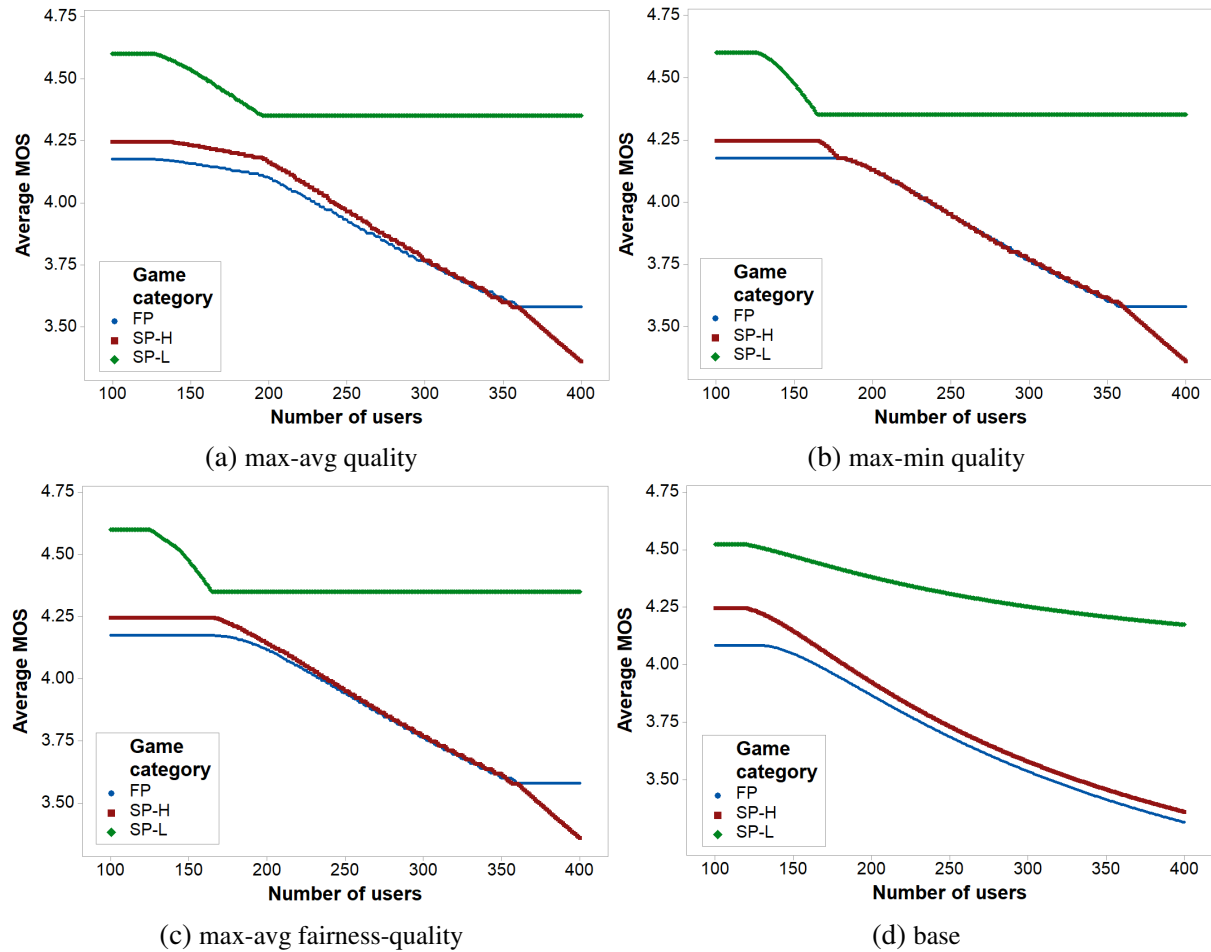 4.75
4.50
4.25
4.00
3.75
3.50
Average MOS
Game
category
FP
SP-H
SP-L
100 150 200 250 300 350 400
Number of users
(a) max-avg quality
4.75
4.50
4.25
4.00
3.75
3.50
Average MOS
Game
category
FP
SP-H
SP-L
100 150 200 250 300 350 400
Number of users
(b) max-min quality
4.75
4.50
4.25
4.00
3.75
3.50
Average MOS
Game
category
FP
SP-H
SP-L
100 150 200 250 300 350 400
Number of users
(c) max-avg fairness-quality
4.75
4.50
4.25
4.00
3.75
3.50
Average MOS
Game
category
FP
SP-H
SP-L
100 150 200 250 300 350 400
Number of users
(d) base